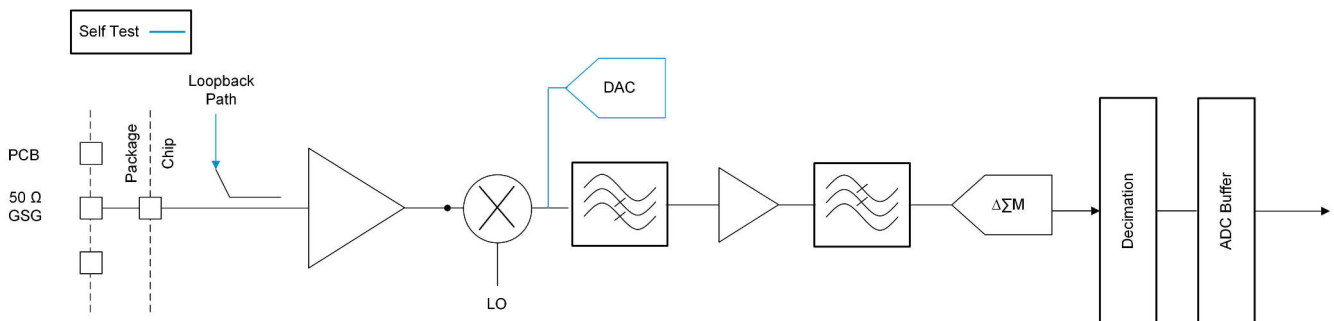 Self Test
Loopback
Path
DAC
PCB
Package
Chip
50 Ω
GSG
ΔΣM
Decimation
ADC Buffer
LO